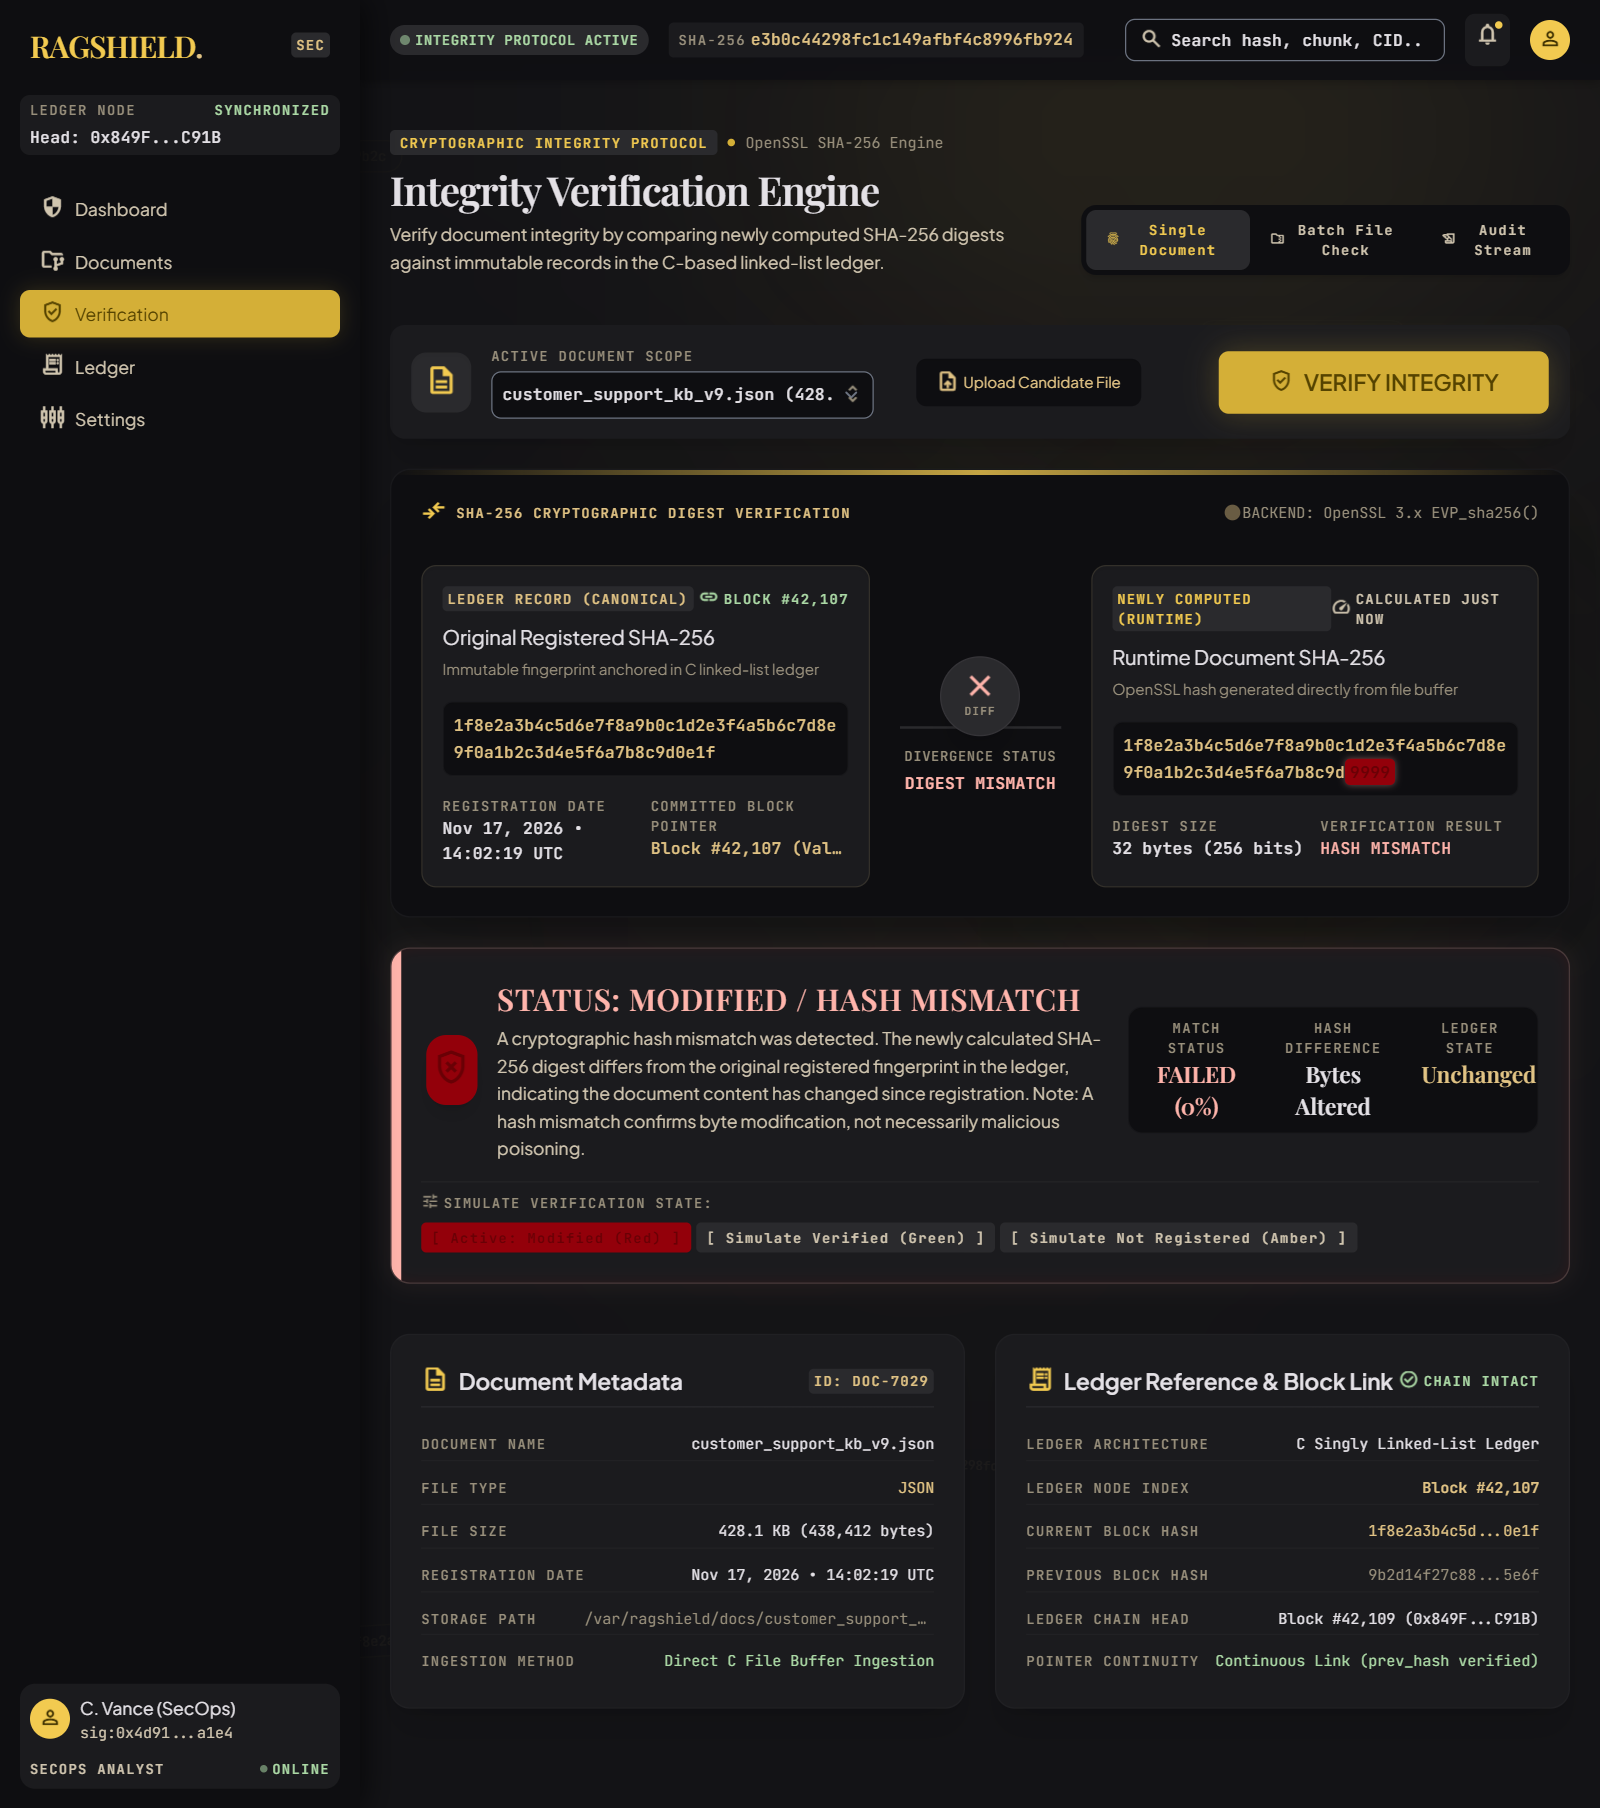 RAGSHIELD.
SEC
LEDGER NODE
SYNCHRONIZED
Head: 0x849F...C91B
Dashboard
Documents
Verification
Ledger
Settings
C. Vance (SecOps)
sig:0x4d91...a1e4
SECOPS ANALYST
ONLINE
INTEGRITY PROTOCOL ACTIVE
SHA-256 e3b0c44298fc1c149afbf4c8996fb924
Search hash, chunk, CID..
CRYPTOGRAPHIC INTEGRITY PROTOCOL
OpenSSL SHA-256 Engine
Integrity Verification Engine
Verify document integrity by comparing newly computed SHA-256 digests
against immutable records in the C-based linked-list ledger.
Single
Document
Batch File
Check
Audit
Stream
ACTIVE DOCUMENT SCOPE
customer_support_kb_v9.json (428.
Upload Candidate File
VERIFY INTEGRITY
SHA-256 CRYPTOGRAPHIC DIGEST VERIFICATION
BACKEND: OpenSSL 3.x EVP_sha256()
LEDGER RECORD (CANONICAL)
BLOCK #42,107
Original Registered SHA-256
Immutable fingerprint anchored in C linked-list ledger
1f8e2a3b4c5d6e7f8a9b0c1d2e3f4a5b6c7d8e
9f0a1b2c3d4e5f6a7b8c9d0e1f
REGISTRATION DATE
Nov 17, 2026 •
14:02:19 UTC
COMMITTED BLOCK
POINTER
Block #42,107 (Val…
DIFF
DIVERGENCE STATUS
DIGEST MISMATCH
NEWLY COMPUTED
(RUNTIME)
CALCULATED JUST
NOW
Runtime Document SHA-256
OpenSSL hash generated directly from file buffer
1f8e2a3b4c5d6e7f8a9b0c1d2e3f4a5b6c7d8e
9f0a1b2c3d4e5f6a7b8c9d9999
DIGEST SIZE
32 bytes (256 bits)
VERIFICATION RESULT
HASH MISMATCH
STATUS: MODIFIED / HASH MISMATCH
A cryptographic hash mismatch was detected. The newly calculated SHA-
256 digest differs from the original registered fingerprint in the ledger,
indicating the document content has changed since registration. Note: A
hash mismatch confirms byte modification, not necessarily malicious
poisoning.
MATCH
STATUS
FAILED
(0%)
HASH
DIFFERENCE
Bytes
Altered
LEDGER
STATE
Unchanged
SIMULATE VERIFICATION STATE:
[ Active: Modified (Red) ]
[ Simulate Verified (Green) ]
[ Simulate Not Registered (Amber) ]
Document Metadata
ID: DOC-7029
DOCUMENT NAME
customer_support_kb_v9.json
FILE TYPE
JSON
FILE SIZE
428.1 KB (438,412 bytes)
REGISTRATION DATE
Nov 17, 2026 • 14:02:19 UTC
STORAGE PATH
/var/ragshield/docs/customer_support_…
INGESTION METHOD
Direct C File Buffer Ingestion
Ledger Reference & Block Link
CHAIN INTACT
LEDGER ARCHITECTURE
C Singly Linked-List Ledger
LEDGER NODE INDEX
Block #42,107
CURRENT BLOCK HASH
1f8e2a3b4c5d...0e1f
PREVIOUS BLOCK HASH
9b2d14f27c88...5e6f
LEDGER CHAIN HEAD
Block #42,109 (0x849F...C91B)
POINTER CONTINUITY
Continuous Link (prev_hash verified)